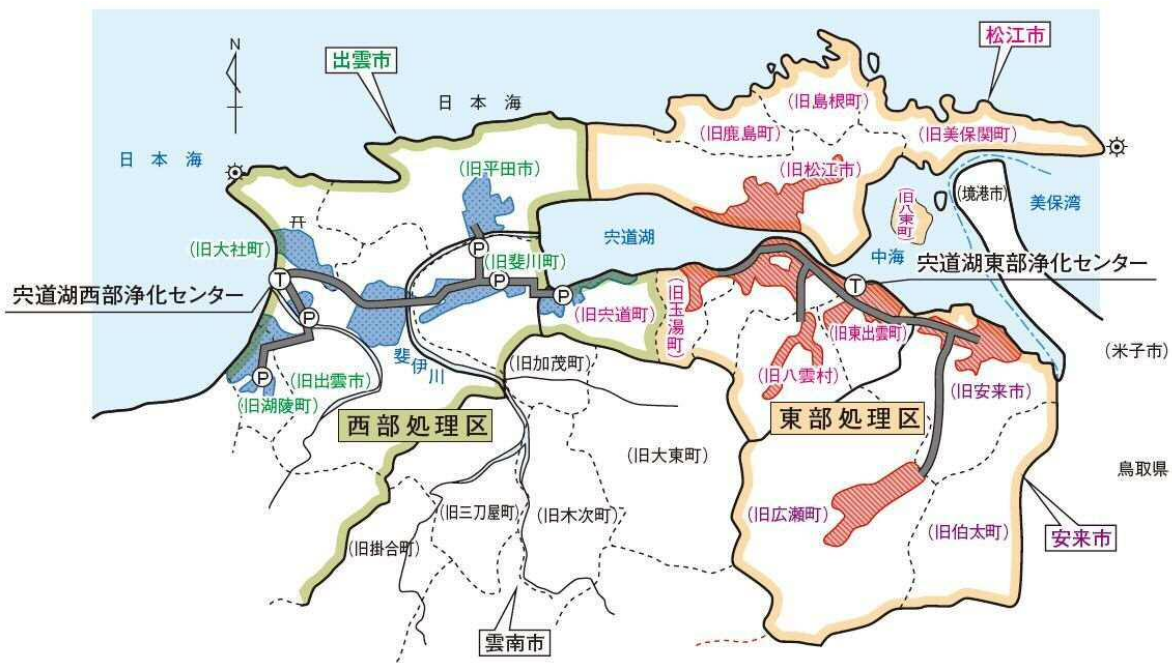 N
出雲市
松江市
日本海
日本海
(旧島根町)
(旧鹿島町)
(旧美保関町)
(旧平田市)
(旧松江市)
(旧八束町)
(境港市)
美保湾
(旧大社町)
宍道湖
中海
宍道湖西部浄化センター
T
P
(旧斐川町)
P
P
宍道湖東部浄化センター
T
P
(旧宍道町)
(旧玉湯町)
(旧東出雲町)
(米子市)
P
(旧出雲市)
斐伊川
(旧加茂町)
(旧八雲村)
(旧安来市)
(旧湖陵町)
西部処理区
東部処理区
(旧大東町)
鳥取県
(旧三刀屋町)
(旧木次町)
(旧広瀬町)
(旧伯太町)
安来市
(旧掛合町)
雲南市